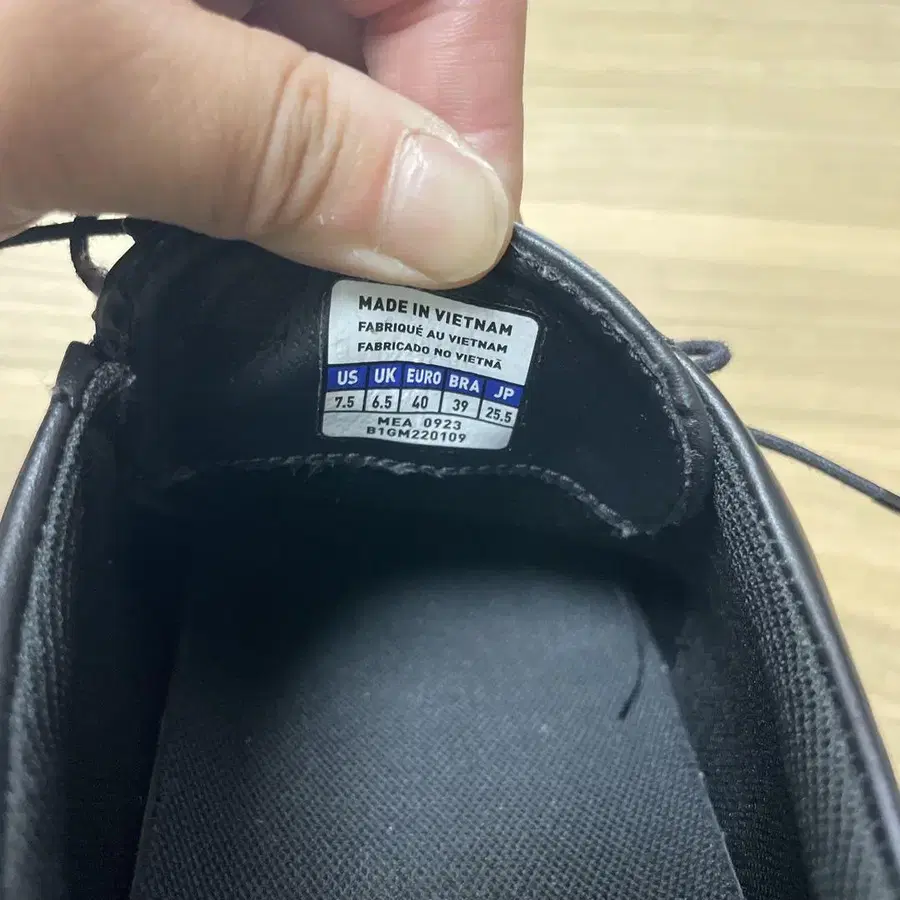 MADE IN VIETNAM
FABRIQUÉ AU VIETNAM
FABRICADO NO VIETNÃ
US UK EURO BRA JP
7.5 6.5 40 39 25.5
MEA 0923
B1GM220109